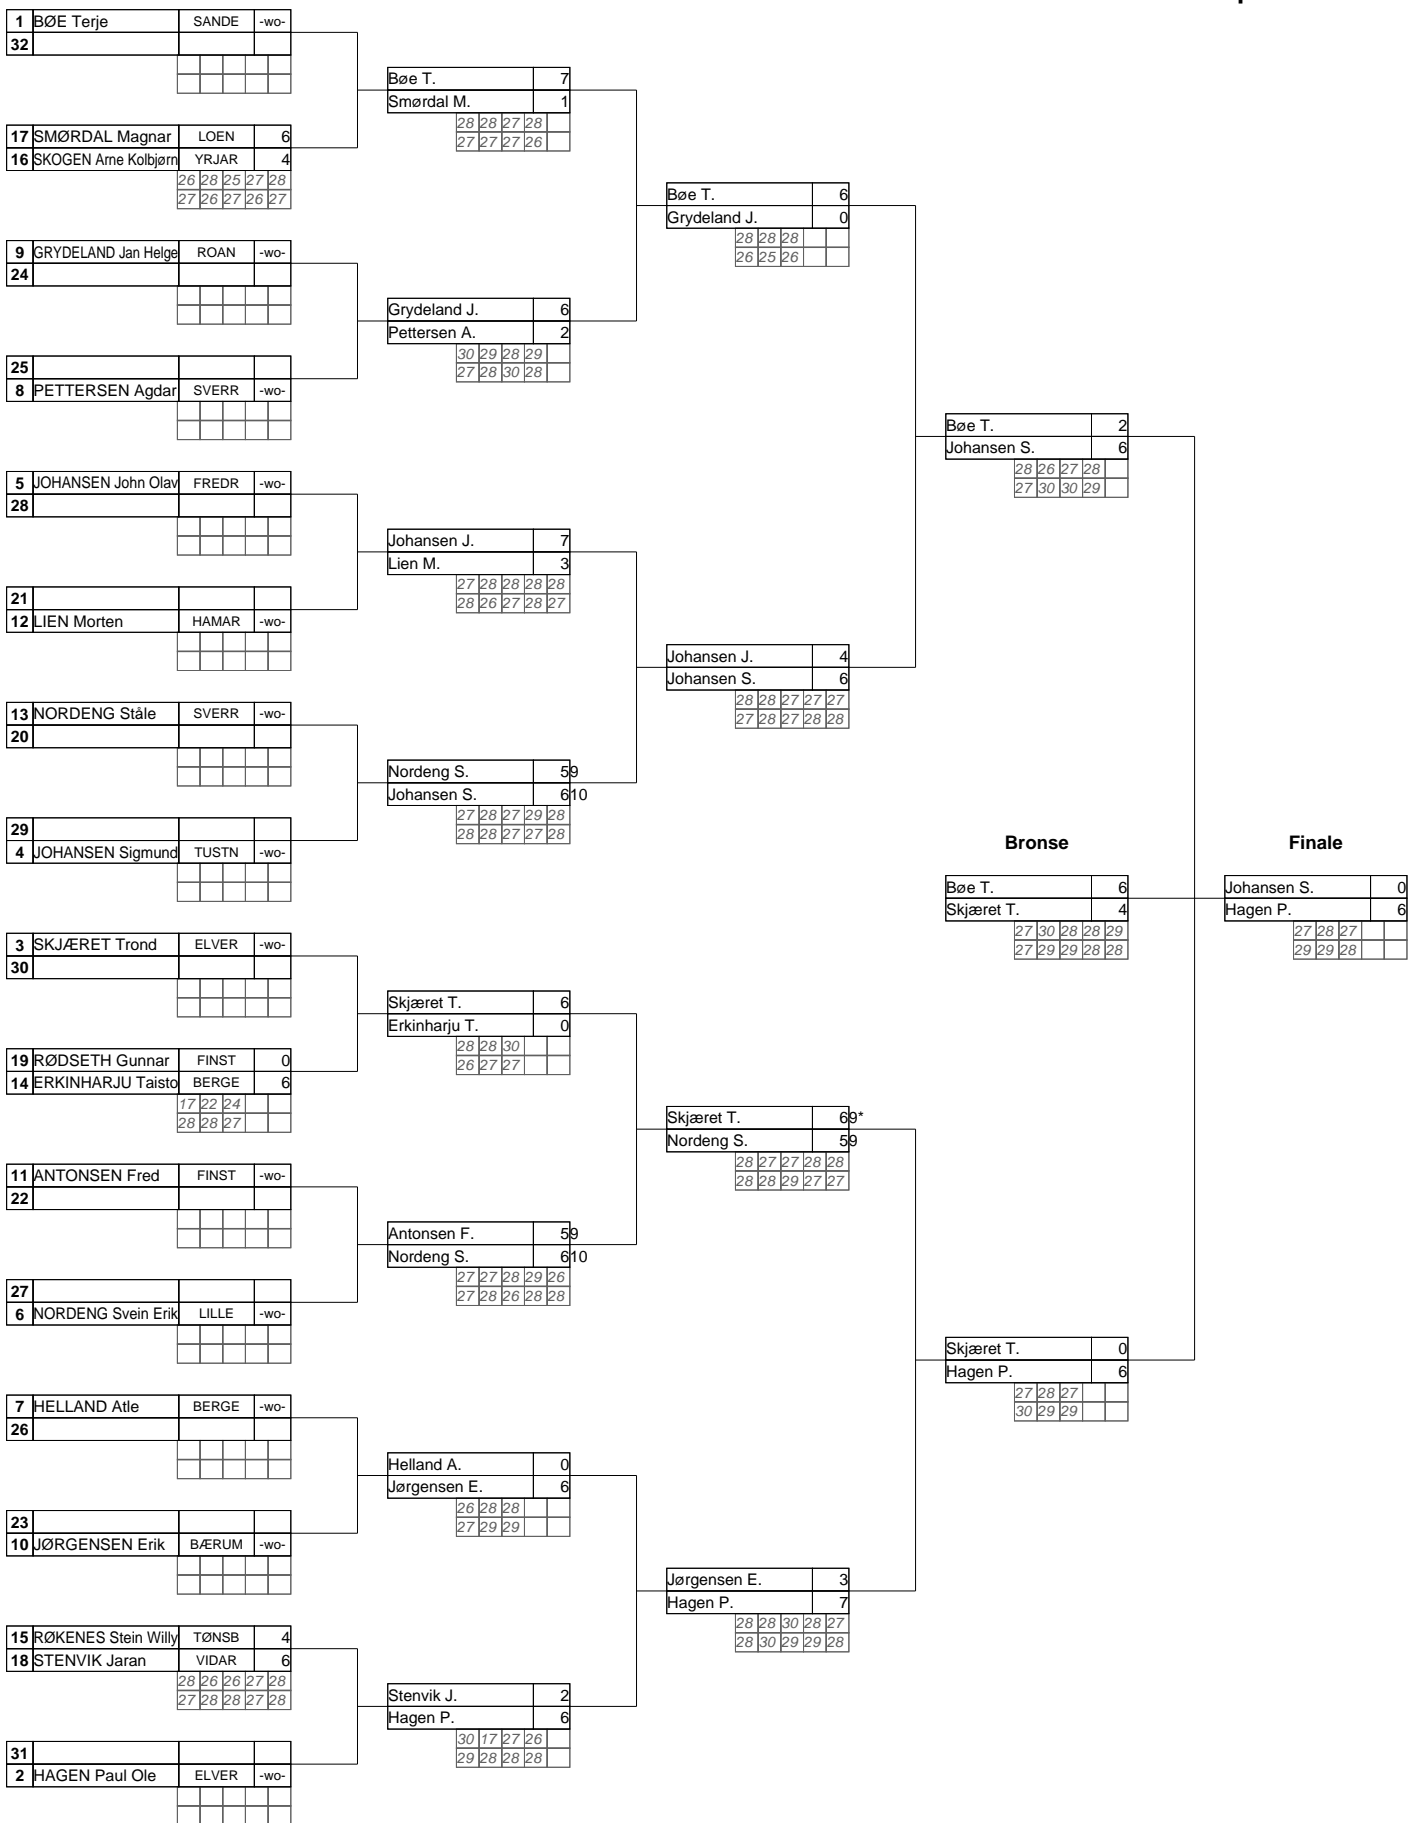 1 BØE Terje SANDE -wo-
32
17 SMØRDAL Magnar LOEN 6
16 SKOGEN Arne Kolbjørn YRJAR 4
26 28 25 27 28
27 26 27 26 27
9 GRYDELAND Jan Helge ROAN -wo-
24
25
8 PETTERSEN Agdar SVERR -wo-
5 JOHANSEN John Olav FREDR -wo-
28
21
12 LIEN Morten HAMAR -wo-
13 NORDENG Ståle SVERR -wo-
20
29
4 JOHANSEN Sigmund TUSTN -wo-
3 SKJÆRET Trond ELVER -wo-
30
19 RØDSETH Gunnar FINST 0
14 ERKINHARJU Taisto BERGE 6
17 22 24
28 28 27
11 ANTONSEN Fred FINST -wo-
22
27
6 NORDENG Svein Erik LILLE -wo-
7 HELLAND Atle BERGE -wo-
26
23
10 JØRGENSEN Erik BÆRUM -wo-
15 RØKENES Stein Willy TØNSB 4
18 STENVIK Jaran VIDAR 6
28 26 26 27 28
27 28 28 27 28
31
2 HAGEN Paul Ole ELVER -wo-
Bøe T. 7
Smørdal M. 1
28 28 27 28
27 27 27 26
Grydeland J. 6
Pettersen A. 2
30 29 28 29
27 28 30 28
Johansen J. 7
Lien M. 3
27 28 28 28 28
28 26 27 28 27
Nordeng S. 5 9
Johansen S. 6 10
27 28 27 29 28
28 28 27 27 28
Skjæret T. 6
Erkinharju T. 0
28 28 30
26 27 27
Antonsen F. 5 9
Nordeng S. 6 10
27 27 28 29 26
27 28 26 28 28
Helland A. 0
Jørgensen E. 6
26 28 28
27 29 29
Stenvik J. 2
Hagen P. 6
30 17 27 26
29 28 28 28
Bøe T. 6
Grydeland J. 0
28 28 28
26 25 26
Johansen J. 4
Johansen S. 6
28 28 27 27 27
27 28 27 28 28
Skjæret T. 6 9*
Nordeng S. 5 9
28 27 27 28 28
28 28 29 27 27
Jørgensen E. 3
Hagen P. 7
28 28 30 28 27
28 30 29 29 28
Bøe T. 2
Johansen S. 6
28 26 27 28
27 30 30 29
Skjæret T. 0
Hagen P. 6
27 28 27
30 29 29
Bronse
Bøe T. 6
Skjæret T. 4
27 30 28 28 29
27 29 29 28 28
Finale
Johansen S. 0
Hagen P. 6
27 28 27
29 29 28